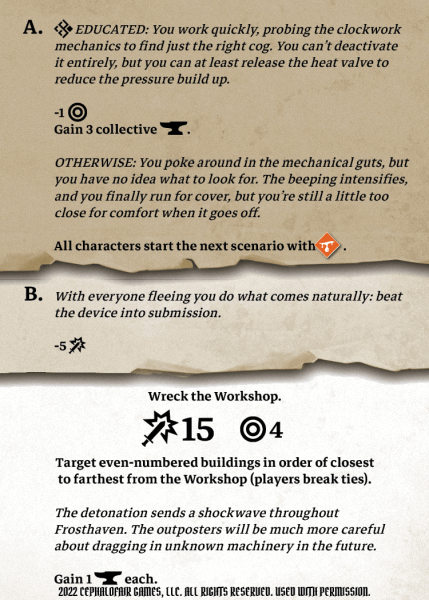 A. EDUCATED: You work quickly, probing the clockwork
mechanics to find just the right cog. You can't deactivate
it entirely, but you can at least release the heat valve to
reduce the pressure build up.
-1
Gain 3 collective .
OTHERWISE: You poke around in the mechanical guts, but
you have no idea what to look for. The beeping intensifies,
and you finally run for cover, but you're still a little too
close for comfort when it goes off.
All characters start the next scenario with .
B. With everyone fleeing you do what comes naturally: beat
the device into submission.
-5
Wreck the Workshop.
15 4
Target even-numbered buildings in order of closest
to farthest from the Workshop (players break ties).
The detonation sends a shockwave throughout
Frosthaven. The outposters will be much more careful
about dragging in unknown machinery in the future.
Gain 1 each.
2022 CEPHALOFAIR GAMES, LLC. ALL RIGHTS RESERVED. USED WITH PERMISSION.